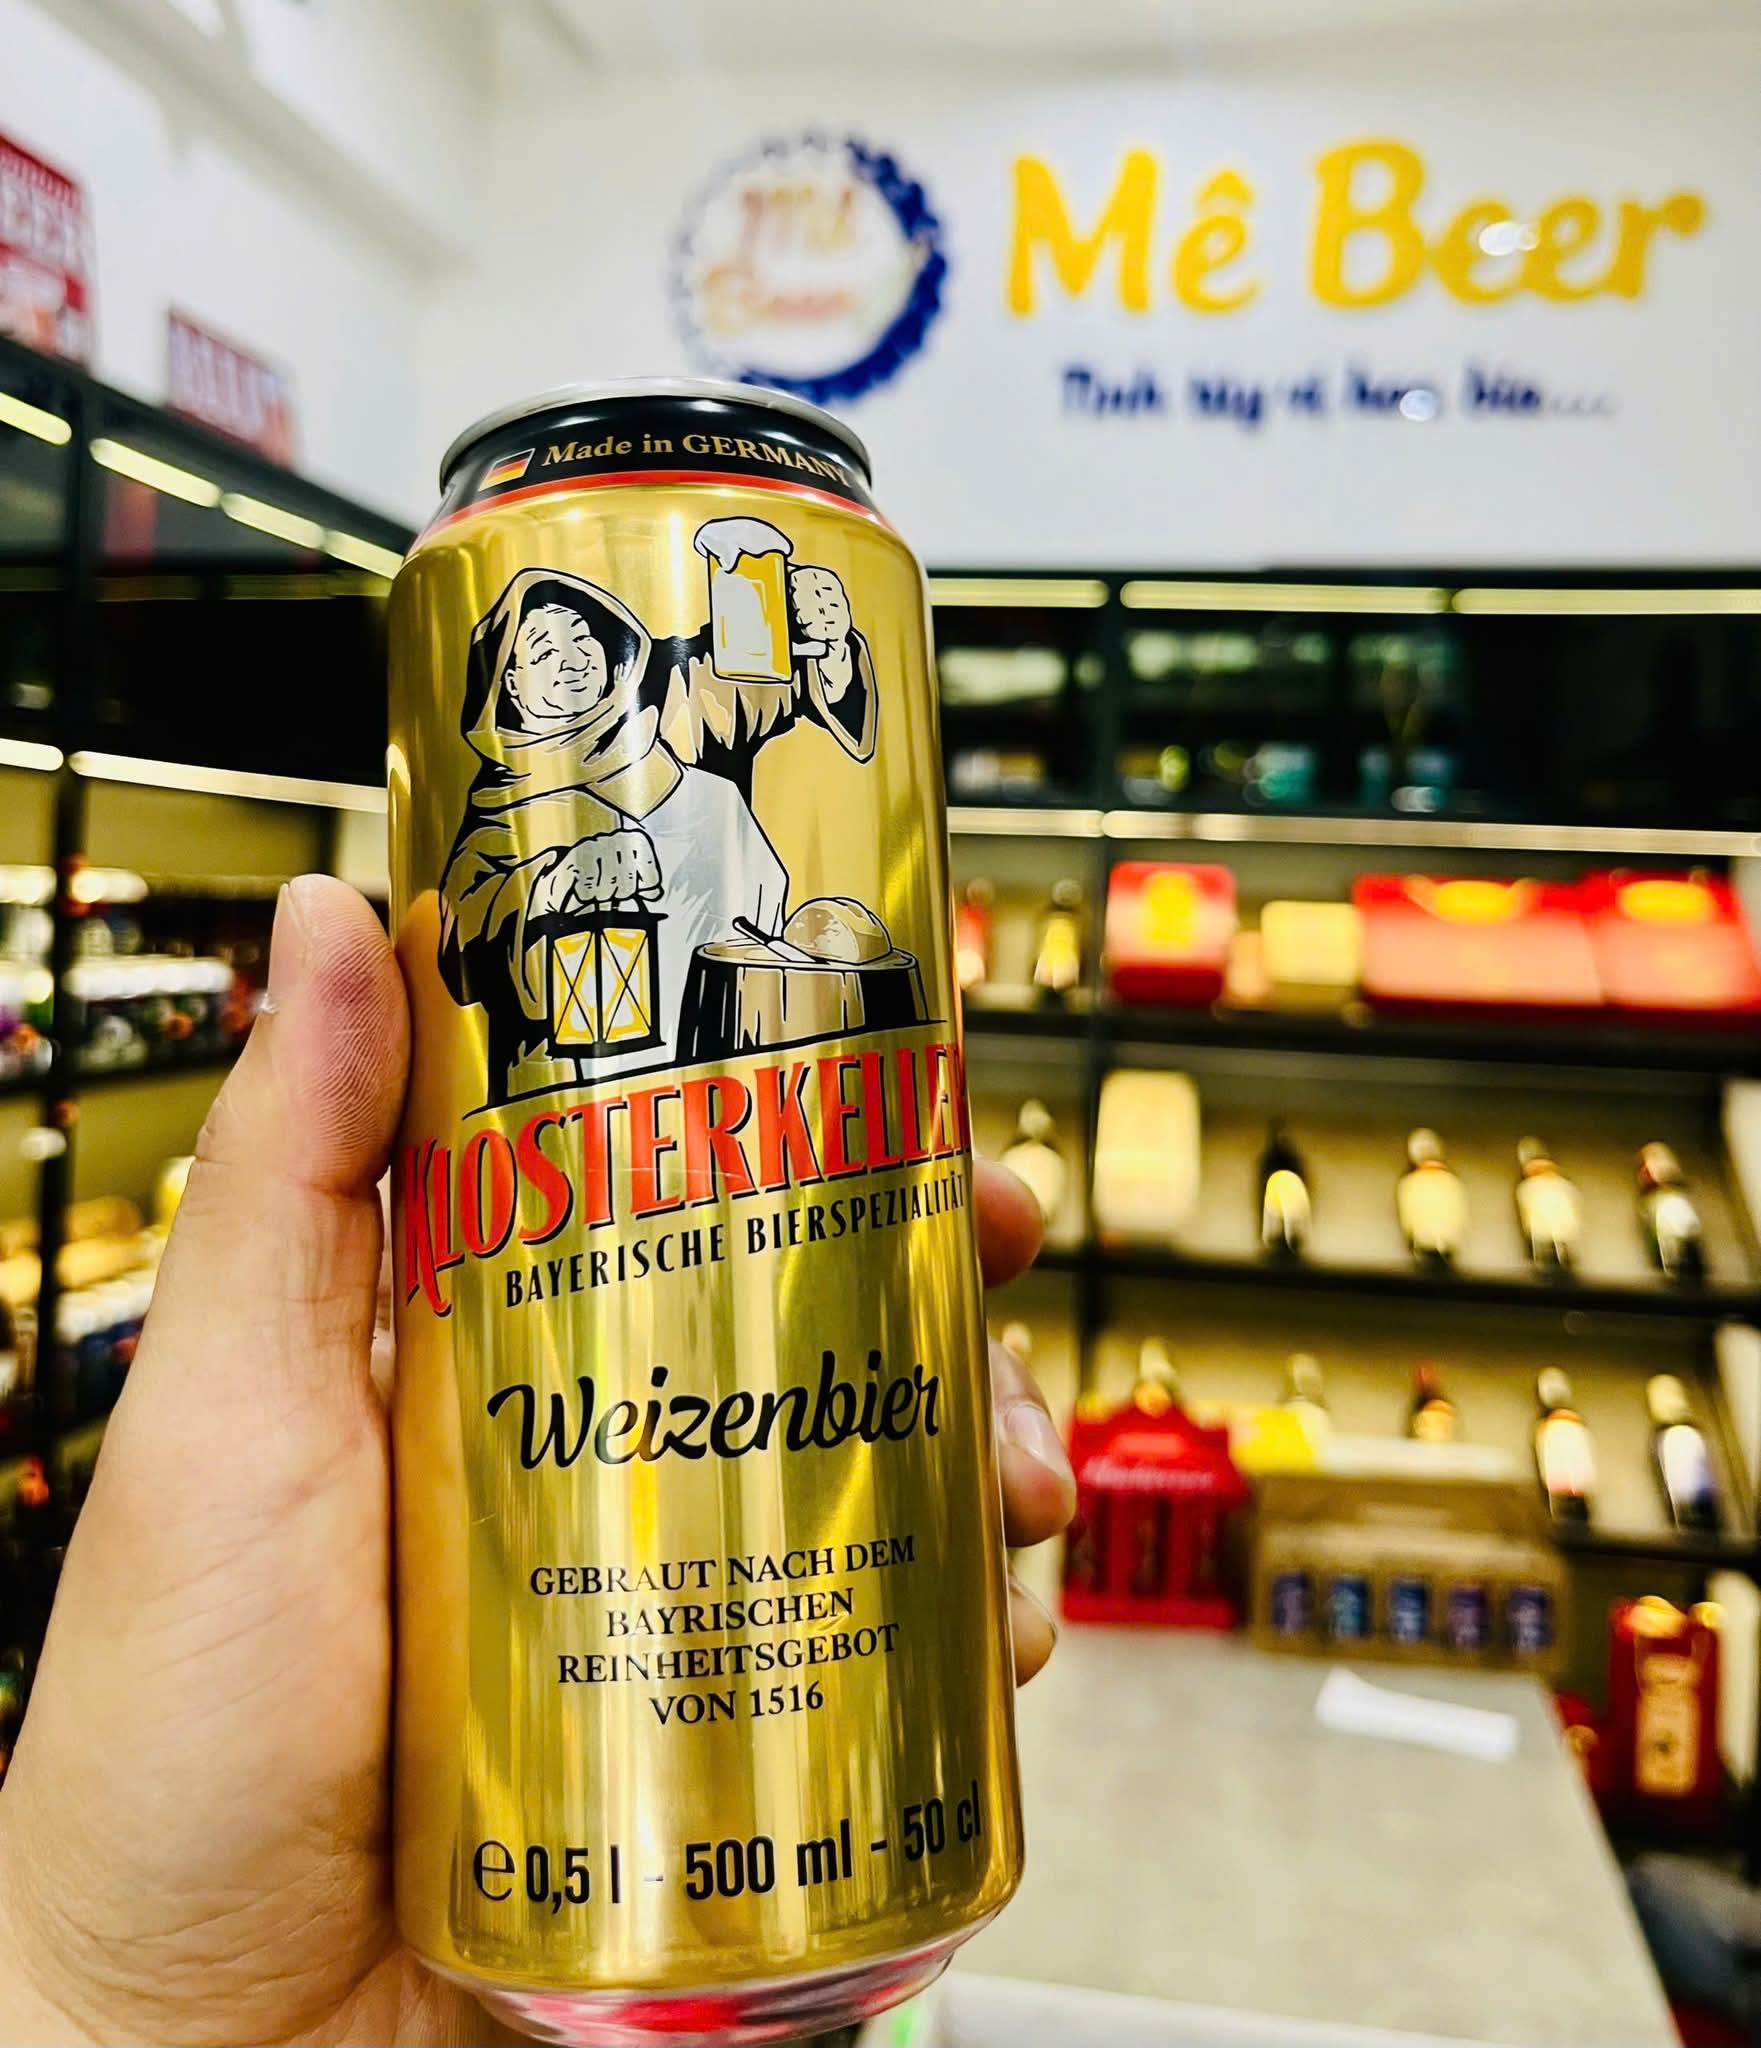 Mê Beer
Made in GERMANY
KLOSTERKELLER
BAYERISCHE BIERSPEZIALITÄT
Weizenbier
GEBRAUT NACH DEM
BAYRISCHEN
REINHEITSGEBOT
VON 1516
e 0,5 l - 500 ml - 50 cl